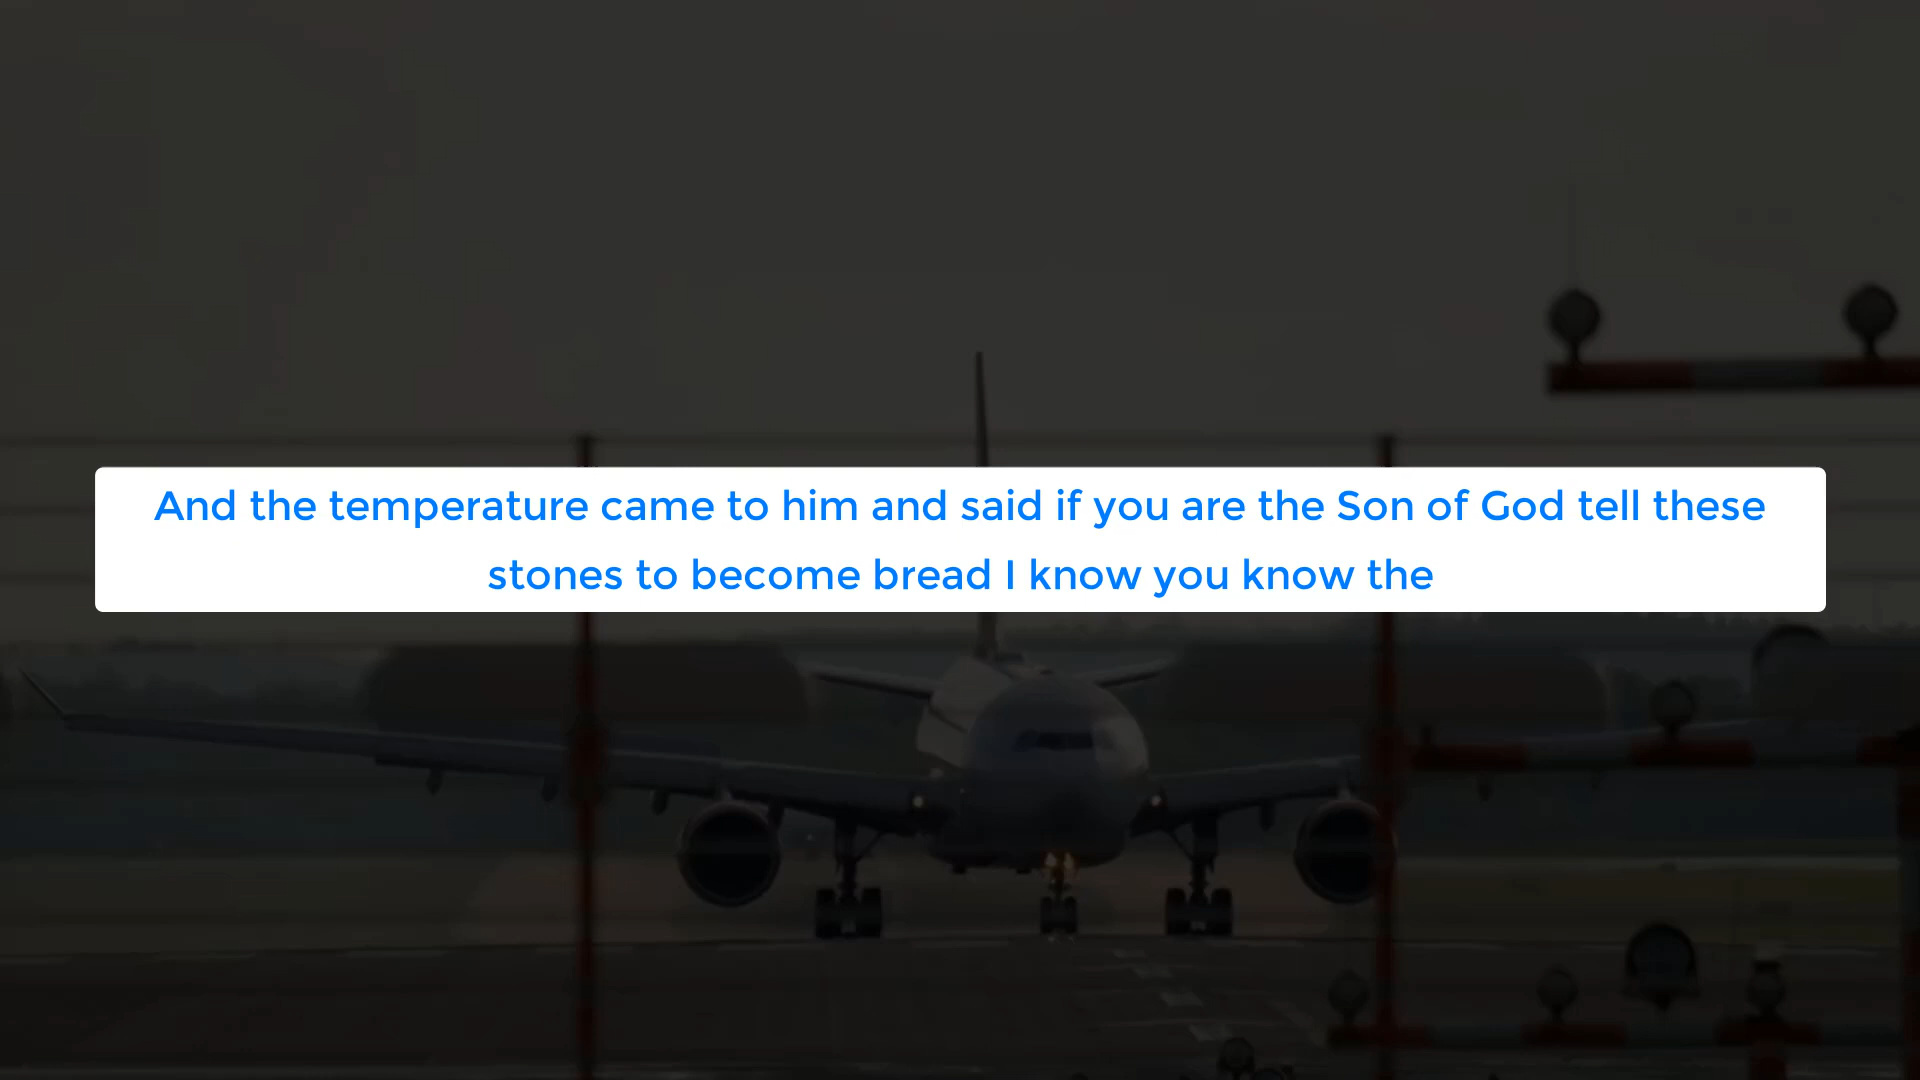 And the temperature came to him and said if you are the Son of God tell these
stones to become bread I know you know the